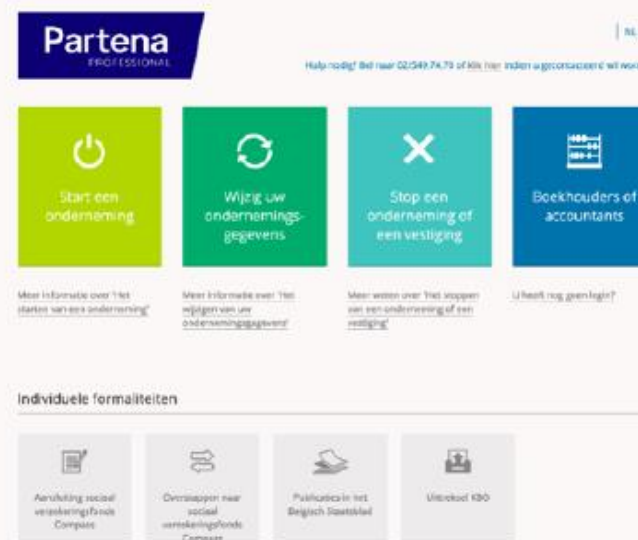 Partena
PROFESSIONAL
NL
Hulp nodig? Bel naar 02/549.74.79 of klik hier indien u gecontacteerd wil
Start een
onderneming
Wijzig uw
ondernemings-
gegevens
Stop een
onderneming of
een vestiging
Boekhouders of
accountants
Meer informatie over 'Het
starten van een onderneming'
Meer informatie over 'Het
wijzigen van uw
ondernemingsgegevens'
Meer weten over 'Het stoppen
van een onderneming of een
vestiging'
U heeft nog geen login?
Individuele formaliteiten
Aansluiting sociaal
verzekeringsfonds
Compass
Overstappen naar
sociaal
verzekeringsfonds
Compass
Publicaties in het
Belgisch Staatsblad
Uittreksel KBO